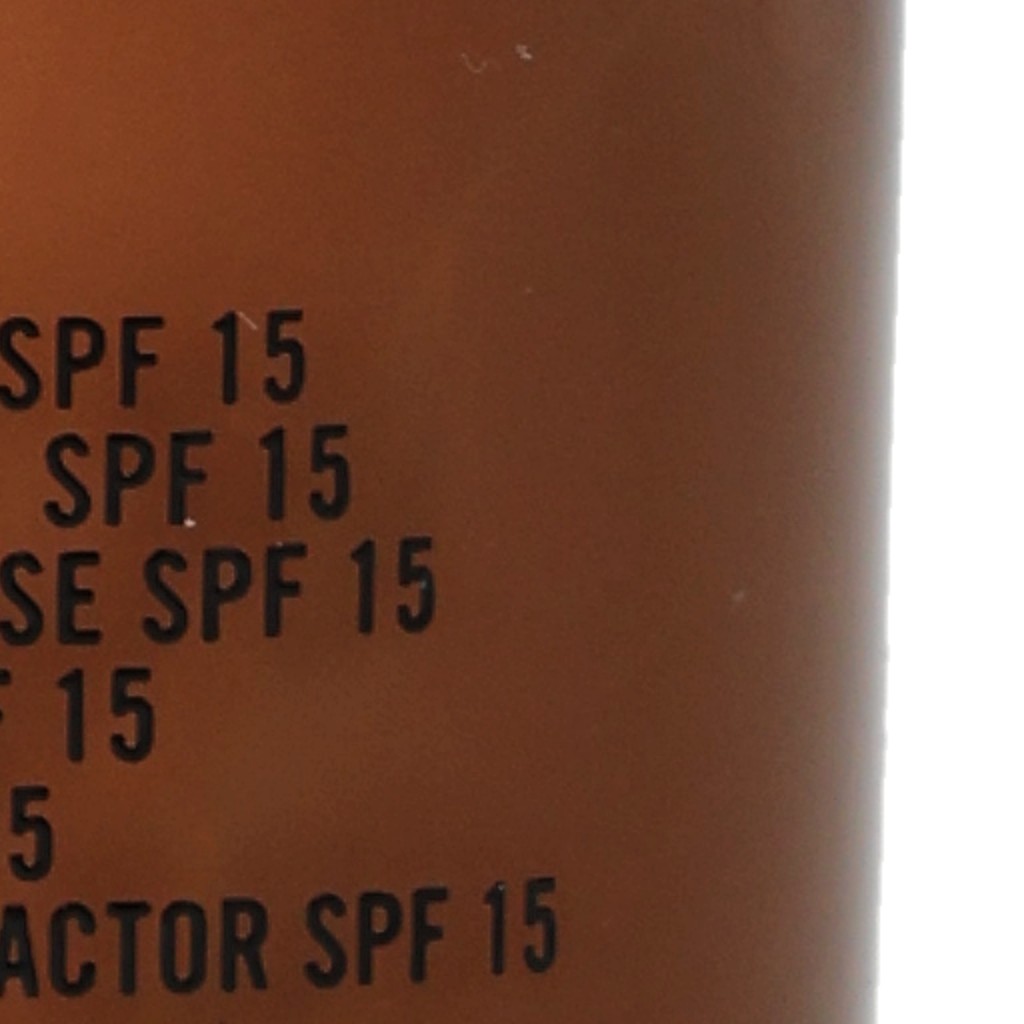 SPF 15
SPF 15
SE SPF 15
F 15
5
ACTOR SPF 15